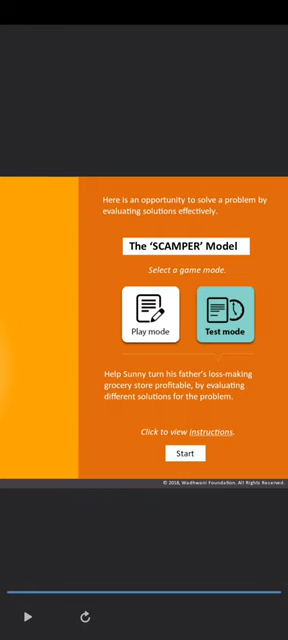 Here is an opportunity to solve a problem by
evaluating solutions effectively.
The 'SCAMPER' Model
Select a game mode.
Play mode
Test mode
Help Sunny turn his father's loss-making
grocery store profitable, by evaluating
different solutions for the problem.
Click to view Instructions.
Start
© 2018, Wadhwani Foundation. All Rights Reserved.